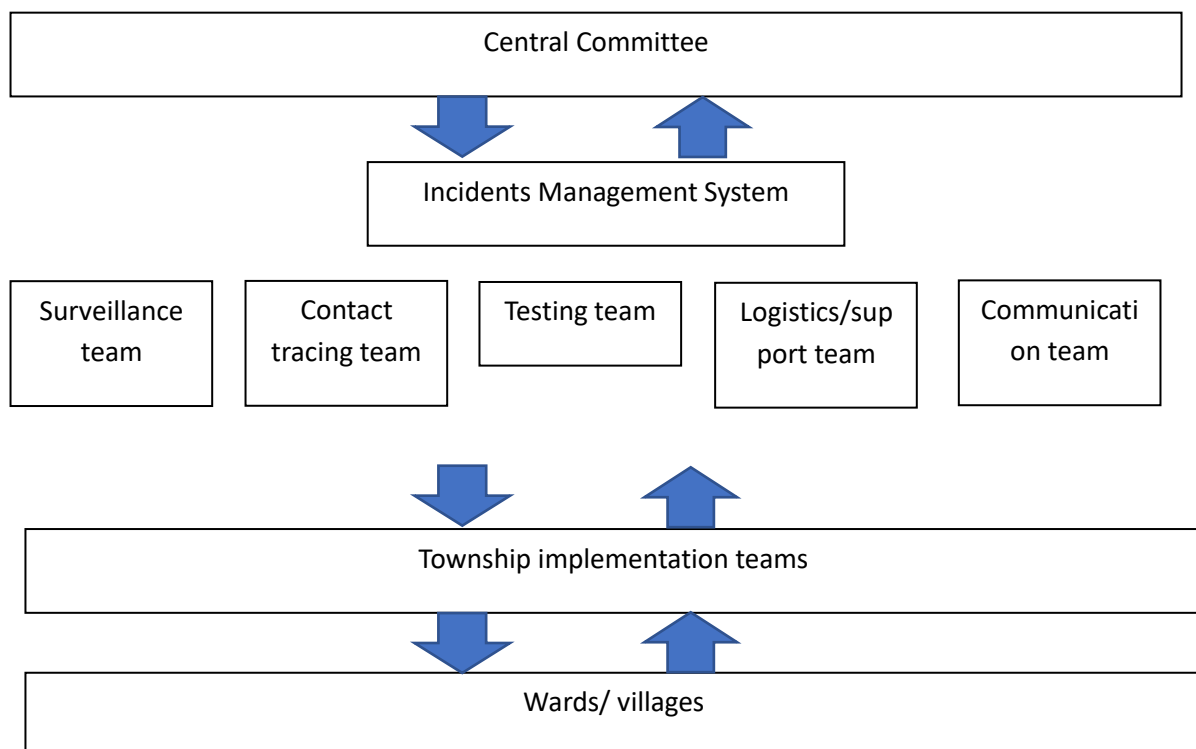 Central Committee
Incidents Management System
Surveillance
team
Contact
tracing team
Testing team
Logistics/sup
port team
Communicati
on team
Township implementation teams
Wards/ villages